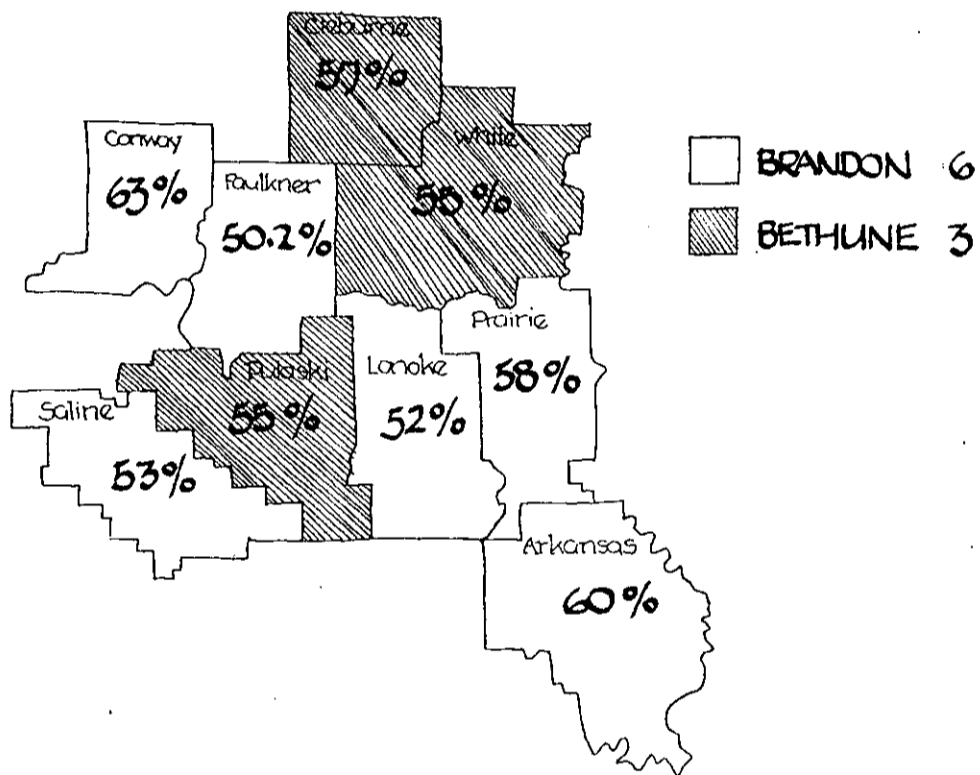 Cleburne
57%
White
55%
Conway
63%
Faulkner
50.2%
BRANDON 6
BETHUNE 3
Prairie
58%
Pulaski
55%
Lonoke
52%
Saline
53%
Arkansas
60%